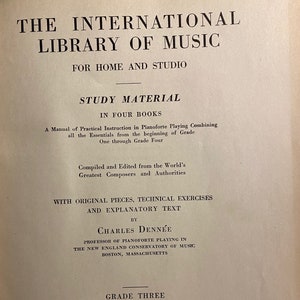 THE INTERNATIONAL
LIBRARY OF MUSIC
FOR HOME AND STUDIO
STUDY MATERIAL
IN FOUR BOOKS
A Manual of Practical Instruction in Pianoforte Playing Combining
all the Essentials from the beginning of Grade
One through Grade Four
Compiled and Edited from the World's
Greatest Composers and Authorities
WITH ORIGINAL PIECES, TECHNICAL EXERCISES
AND EXPLANATORY TEXT
BY
CHARLES DENNÉE
PROFESSOR OF PIANOFORTE PLAYING IN
THE NEW ENGLAND CONSERVATORY OF MUSIC
BOSTON, MASSACHUSETTS
GRADE THREE